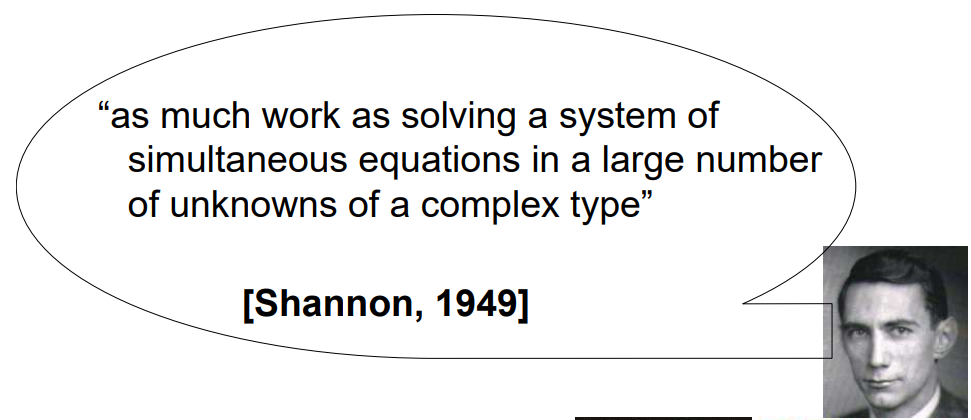 “as much work as solving a system of
simultaneous equations in a large number
of unknowns of a complex type”
[Shannon, 1949]